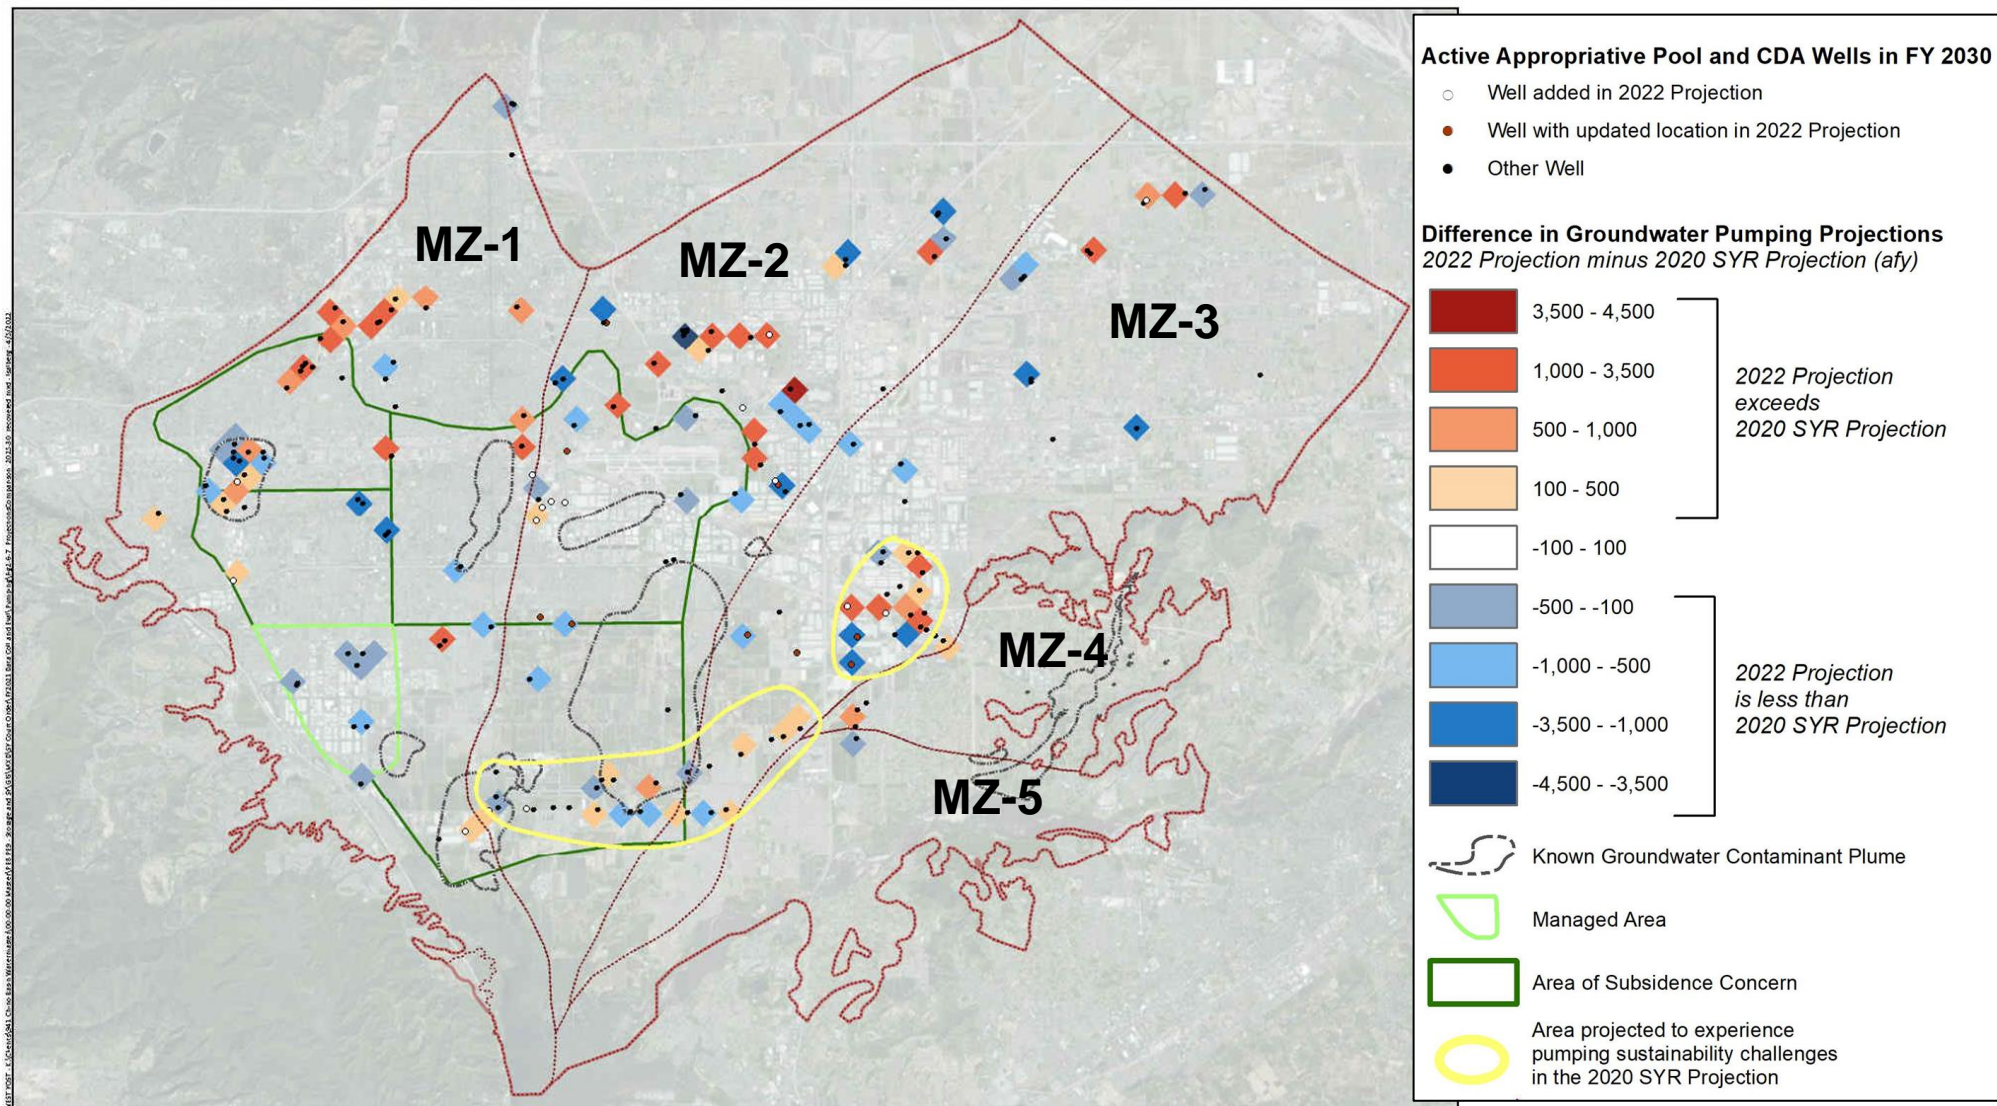 MZ-1
MZ-2
MZ-3
MZ-4
MZ-5
Active Appropriative Pool and CDA Wells in FY 2030
Well added in 2022 Projection
Well with updated location in 2022 Projection
Other Well
Difference in Groundwater Pumping Projections
2022 Projection minus 2020 SYR Projection (afy)
3,500 - 4,500
1,000 - 3,500
500 - 1,000
100 - 500
2022 Projection
exceeds
2020 SYR Projection
-100 - 100
-500 - -100
-1,000 - -500
-3,500 - -1,000
-4,500 - -3,500
2022 Projection
is less than
2020 SYR Projection
Known Groundwater Contaminant Plume
Managed Area
Area of Subsidence Concern
Area projected to experience
pumping sustainability challenges
in the 2020 SYR Projection